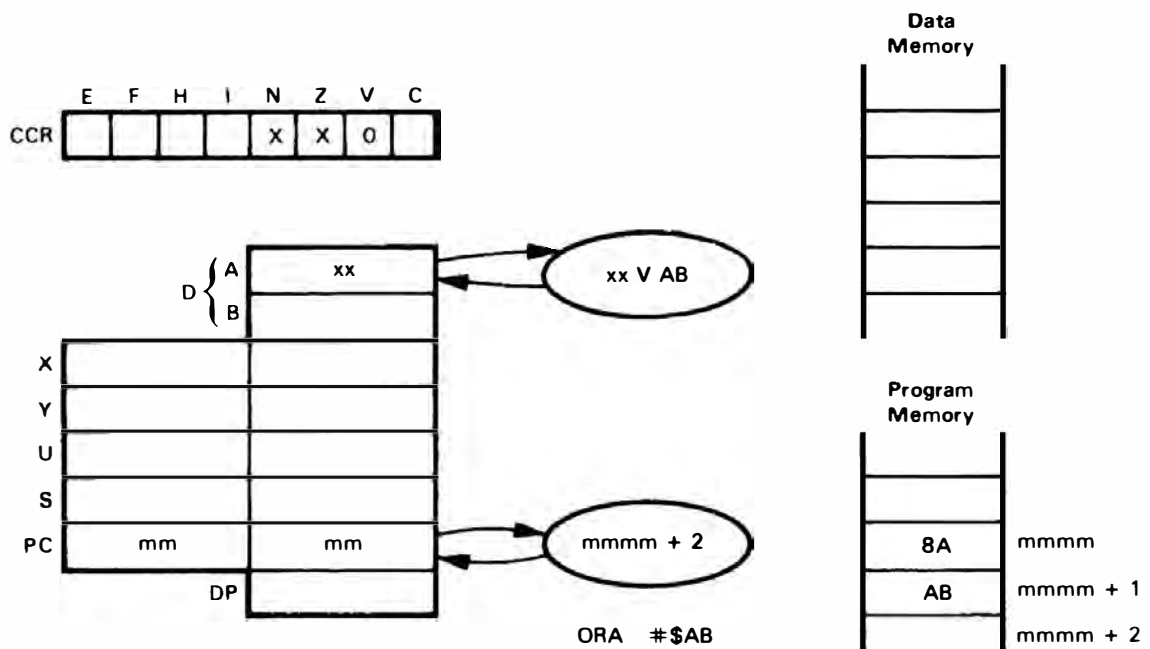 Data
Memory
E F H I N Z V C
CCR X X 0
D { A xx
B
xx V AB
X
Y
U
S
PC mm mm
mmmm + 2
DP
ORA #$AB
Program
Memory
8A mmmm
AB mmmm + 1
mmmm + 2